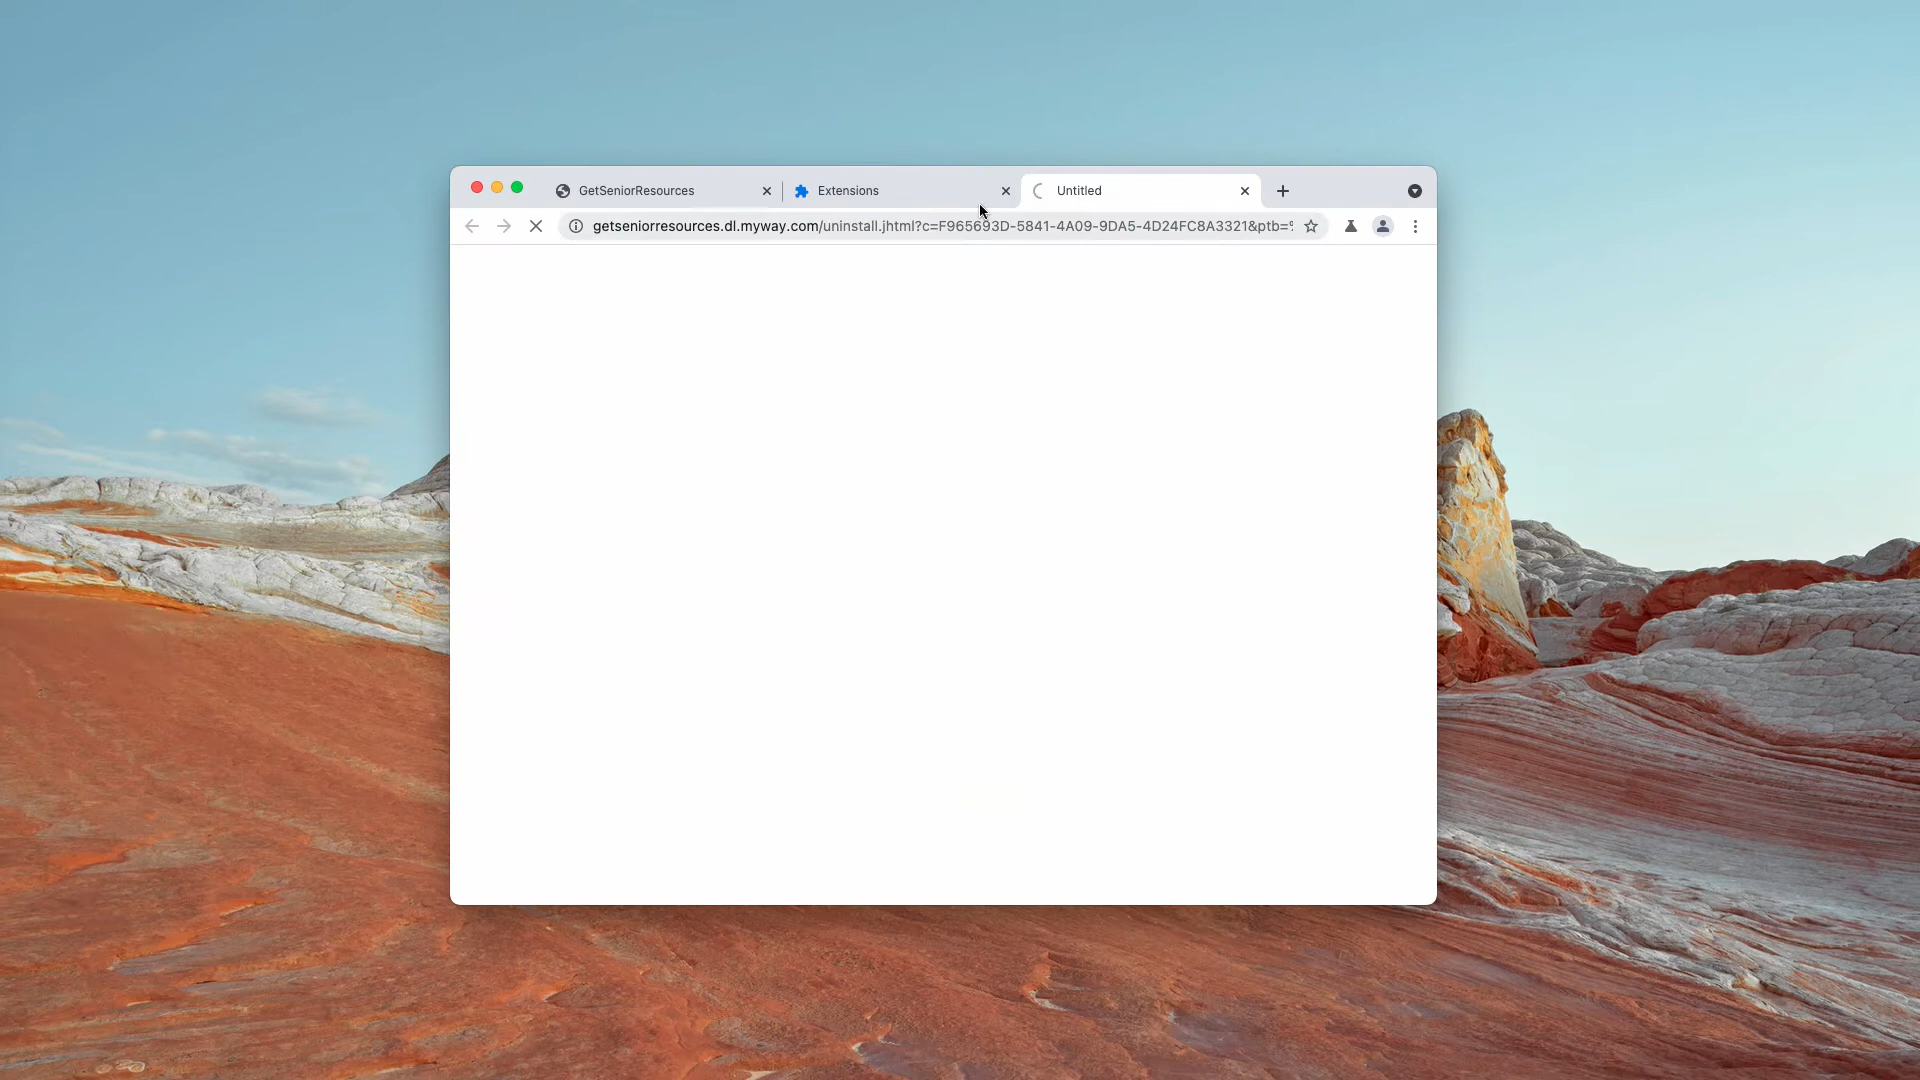 GetSeniorResources
Extensions
Untitled
getseniorresources.dl.myway.com/uninstall.jhtml?c=F965693D-5841-4A09-9DA5-4D24FC8A3321&ptb=